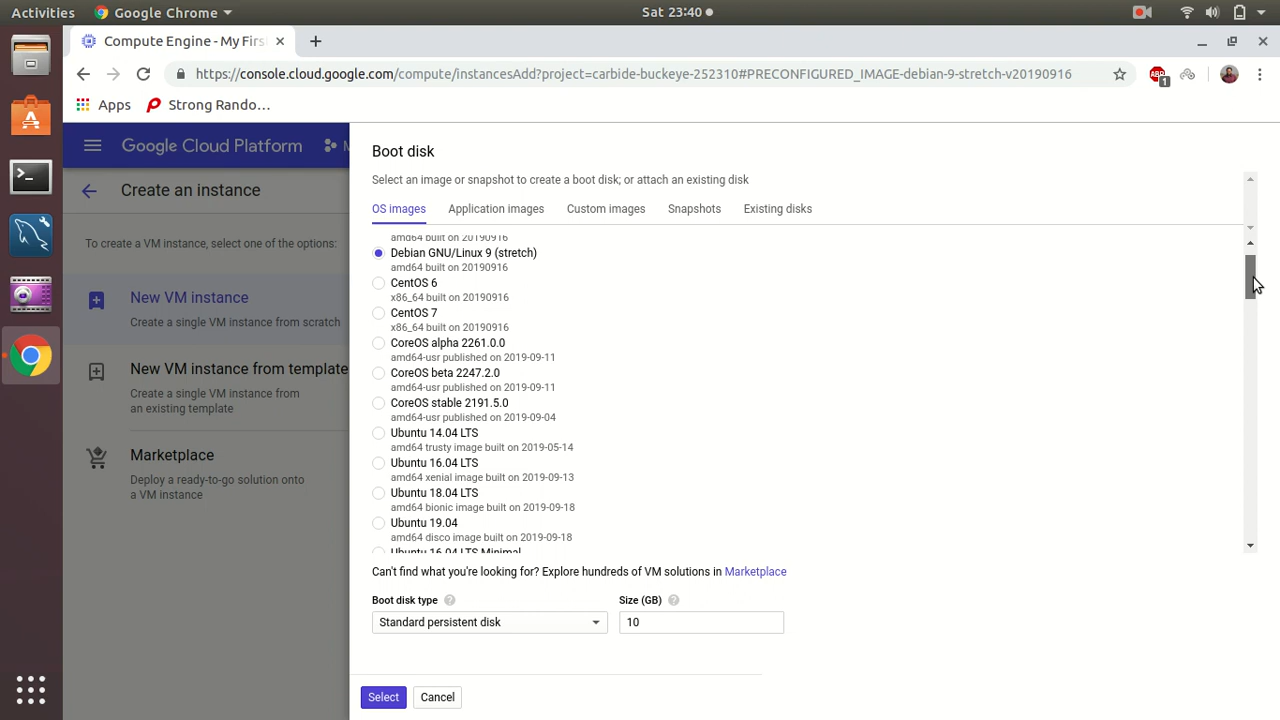 Activities Google Chrome Sat 23:40
Compute Engine - My Firs
https://console.cloud.google.com/compute/instancesAdd?project=carbide-buckeye-252310#PRECONFIGURED_IMAGE-debian-9-stretch-v20190916
ABP 1
Apps Strong Rando...
Google Cloud Platform M
Create an instance
To create a VM instance, select one of the options:
New VM instance
Create a single VM instance from scratch
New VM instance from template
Create a single VM instance from
an existing template
Marketplace
Deploy a ready-to-go solution onto
a VM instance
Boot disk
Select an image or snapshot to create a boot disk; or attach an existing disk
OS images Application images Custom images Snapshots Existing disks
amd64 built on 20190916
Debian GNU/Linux 9 (stretch)
amd64 built on 20190916
CentOS 6
x86_64 built on 20190916
CentOS 7
x86_64 built on 20190916
CoreOS alpha 2261.0.0
amd64-usr published on 2019-09-11
CoreOS beta 2247.2.0
amd64-usr published on 2019-09-11
CoreOS stable 2191.5.0
amd64-usr published on 2019-09-04
Ubuntu 14.04 LTS
amd64 trusty image built on 2019-05-14
Ubuntu 16.04 LTS
amd64 xenial image built on 2019-09-13
Ubuntu 18.04 LTS
amd64 bionic image built on 2019-09-18
Ubuntu 19.04
amd64 disco image built on 2019-09-18
Ubuntu 16.04 LTS Minimal
Can't find what you're looking for? Explore hundreds of VM solutions in Marketplace
Boot disk type ? Size (GB) ?
Standard persistent disk 10
Select Cancel